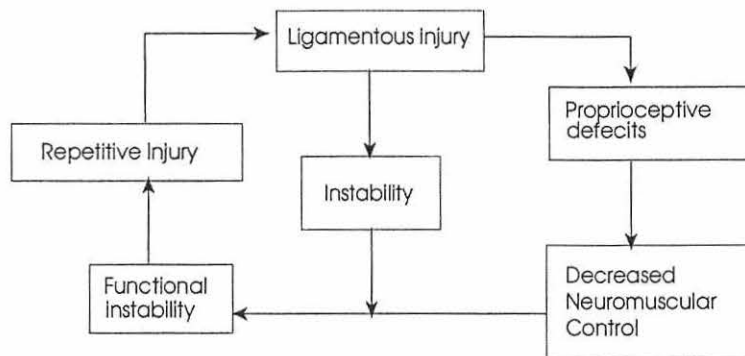 Ligamentous injury
Proprioceptive
defecits
Repetitive Injury
Instability
Functional
instability
Decreased
Neuromuscular
Control